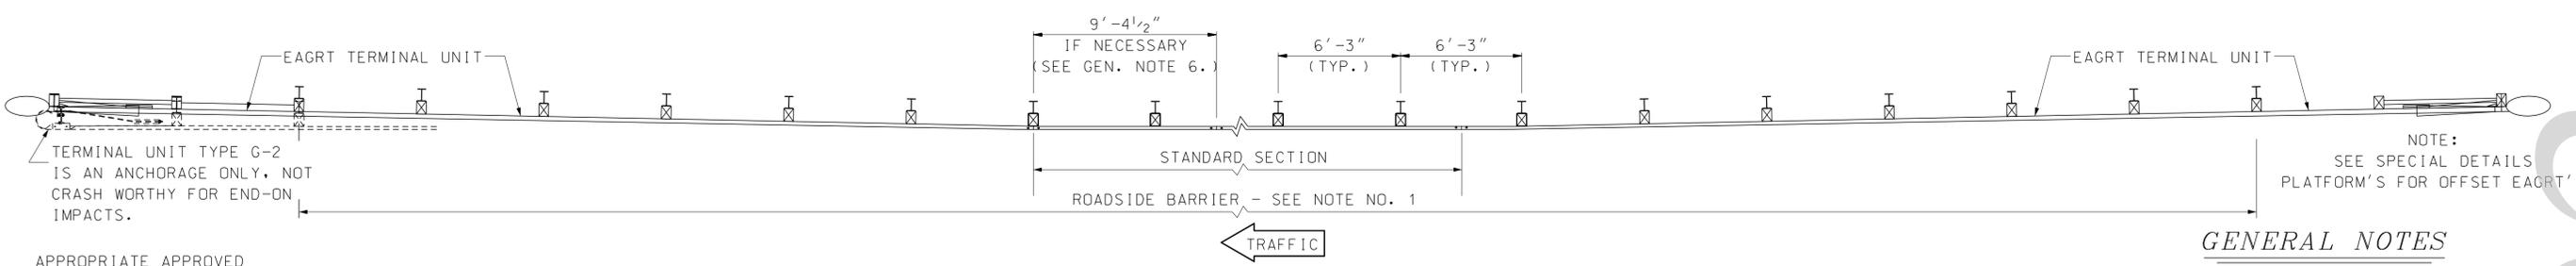 9'-4 1/2"
IF NECESSARY
(SEE GEN. NOTE 6.)
6'-3"
(TYP.)
6'-3"
(TYP.)
EAGRT TERMINAL UNIT
EAGRT TERMINAL UNIT
TERMINAL UNIT TYPE G-2
IS AN ANCHORAGE ONLY, NOT
CRASH WORTHY FOR END-ON
IMPACTS.
STANDARD SECTION
ROADSIDE BARRIER - SEE NOTE NO. 1
TRAFFIC
NOTE:
SEE SPECIAL DETAILS
PLATFORM'S FOR OFFSET EAGRT'
GENERAL NOTES
APPROPRIATE APPROVED